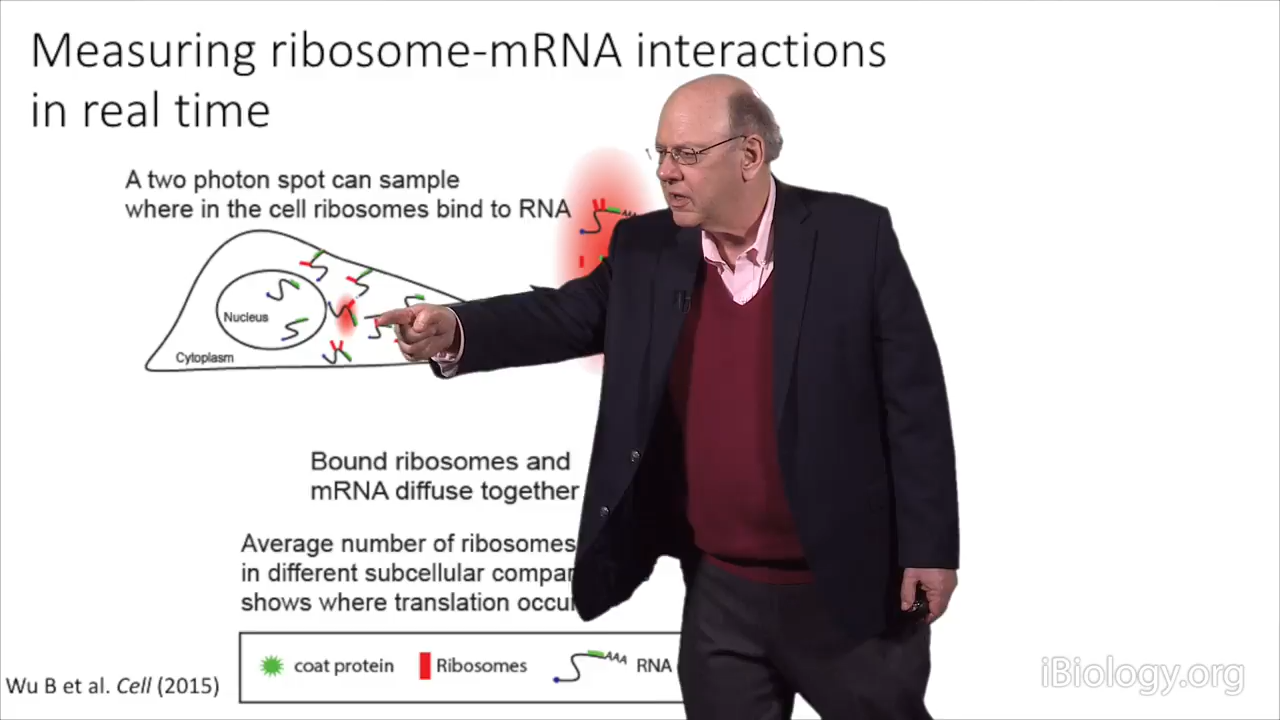 Measuring ribosome-mRNA interactions
in real time
A two photon spot can sample
where in the cell ribosomes bind to RNA
AAA
Nucleus
Cytoplasm
Bound ribosomes and
mRNA diffuse together
Average number of ribosomes
in different subcellular
shows where translation
coat protein
Ribosomes
AAA
RNA
Wu B et al. Cell (2015)
iBiology.org